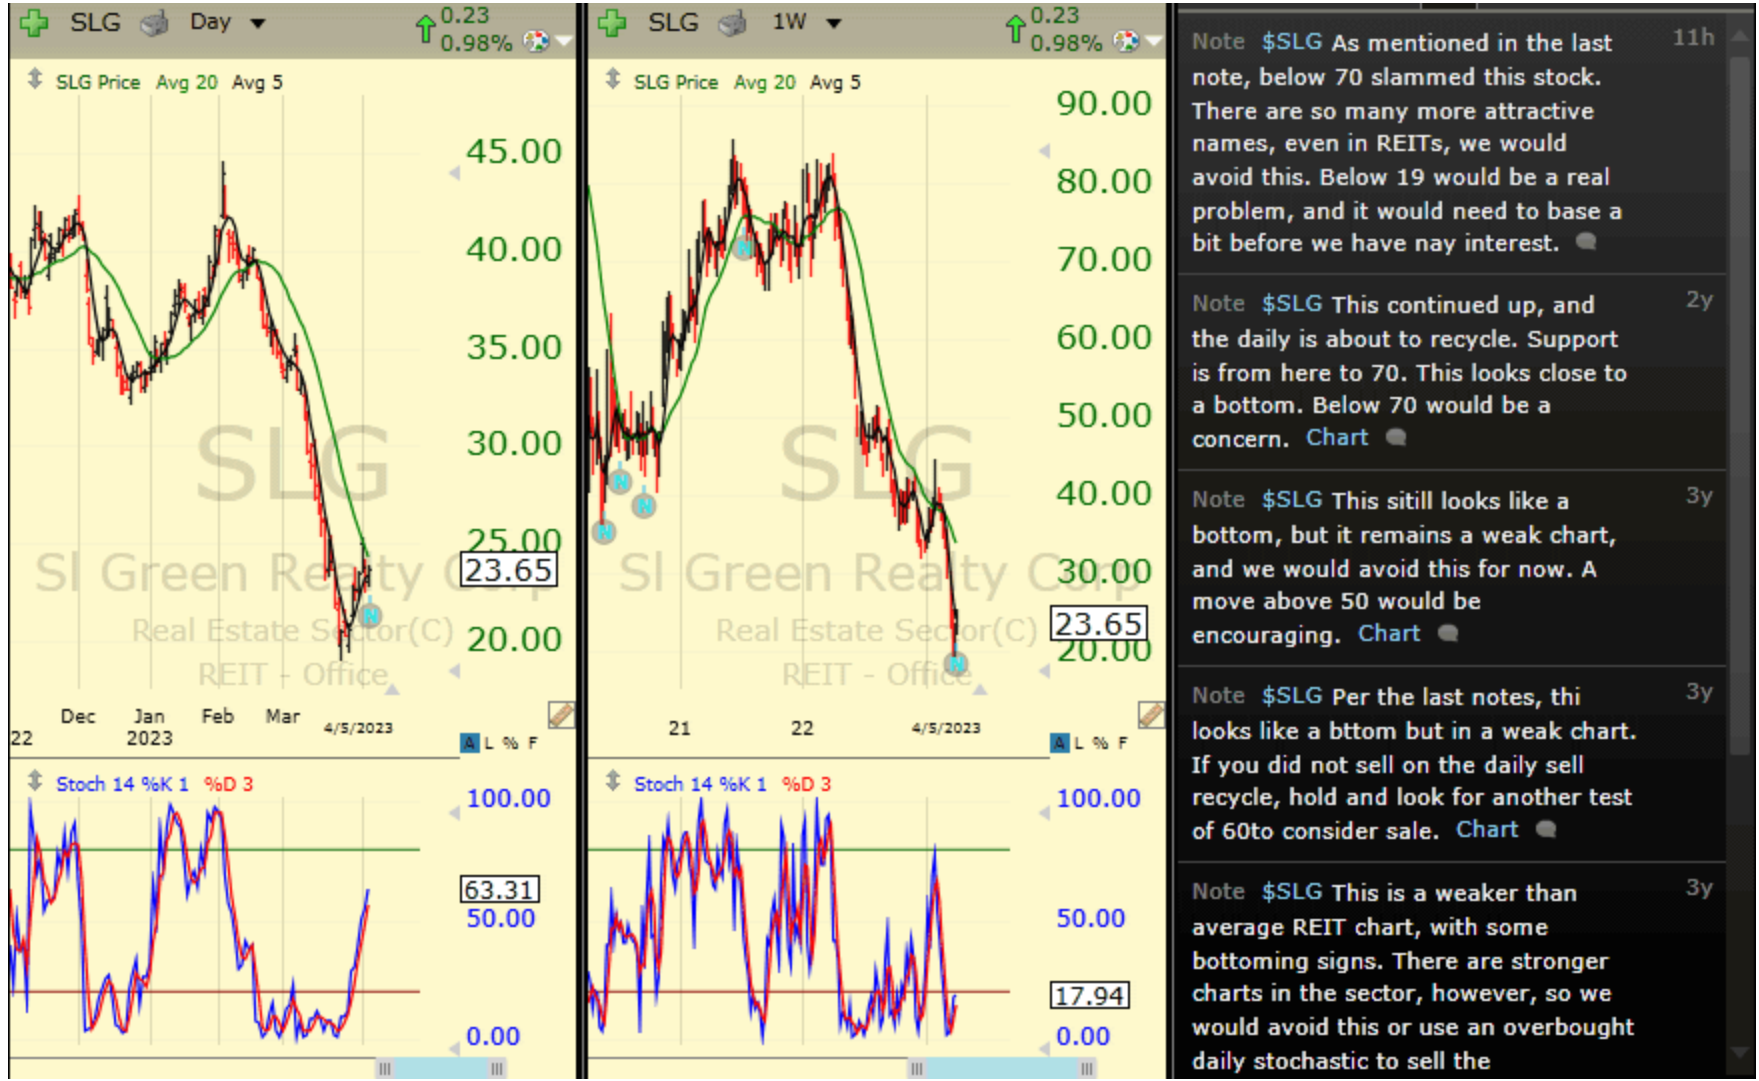 SLG Day 0.23
0.98%
SLG Price Avg 20 Avg 5
45.00
40.00
35.00
30.00
25.00
23.65
20.00
SLG
Sl Green Realty Corp
Real Estate Sector(C)
REIT - Office
N
Dec Jan Feb Mar 4/5/2023
22 2023
A L % F
Stoch 14 %K 1 %D 3
100.00
63.31
50.00
0.00
SLG 1W 0.23
0.98%
SLG Price Avg 20 Avg 5
90.00
80.00
70.00
60.00
50.00
40.00
30.00
23.65
20.00
SLG
Sl Green Realty Corp
Real Estate Sector(C)
REIT - Office
N
N
N
N
N
21 22 4/5/2023
A L % F
Stoch 14 %K 1 %D 3
100.00
50.00
17.94
0.00
Note $SLG As mentioned in the last 11h
note, below 70 slammed this stock.
There are so many more attractive
names, even in REITs, we would
avoid this. Below 19 would be a real
problem, and it would need to base a
bit before we have nay interest.
Note $SLG This continued up, and 2y
the daily is about to recycle. Support
is from here to 70. This looks close to
a bottom. Below 70 would be a
concern. Chart
Note $SLG This sitill looks like a 3y
bottom, but it remains a weak chart,
and we would avoid this for now. A
move above 50 would be
encouraging. Chart
Note $SLG Per the last notes, thi 3y
looks like a bttom but in a weak chart.
If you did not sell on the daily sell
recycle, hold and look for another test
of 60to consider sale. Chart
Note $SLG This is a weaker than 3y
average REIT chart, with some
bottoming signs. There are stronger
charts in the sector, however, so we
would avoid this or use an overbought
daily stochastic to sell the